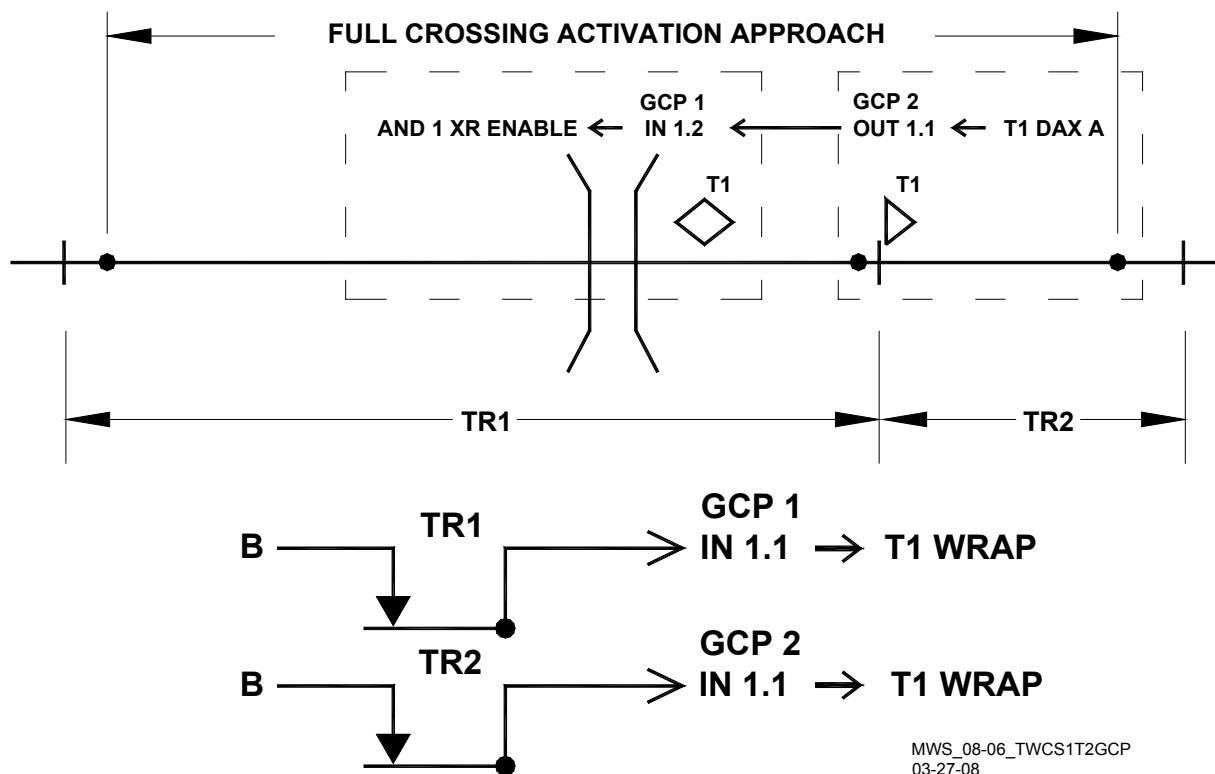 FULL CROSSING ACTIVATION APPROACH
GCP 1
GCP 2
AND 1 XR ENABLE
IN 1.2
OUT 1.1
T1 DAX A
T1
T1
TR1
TR2
TR1
GCP 1
B
IN 1.1
T1 WRAP
TR2
GCP 2
B
IN 1.1
T1 WRAP
MWS_08-06_TWCS1T2GCP
03-27-08